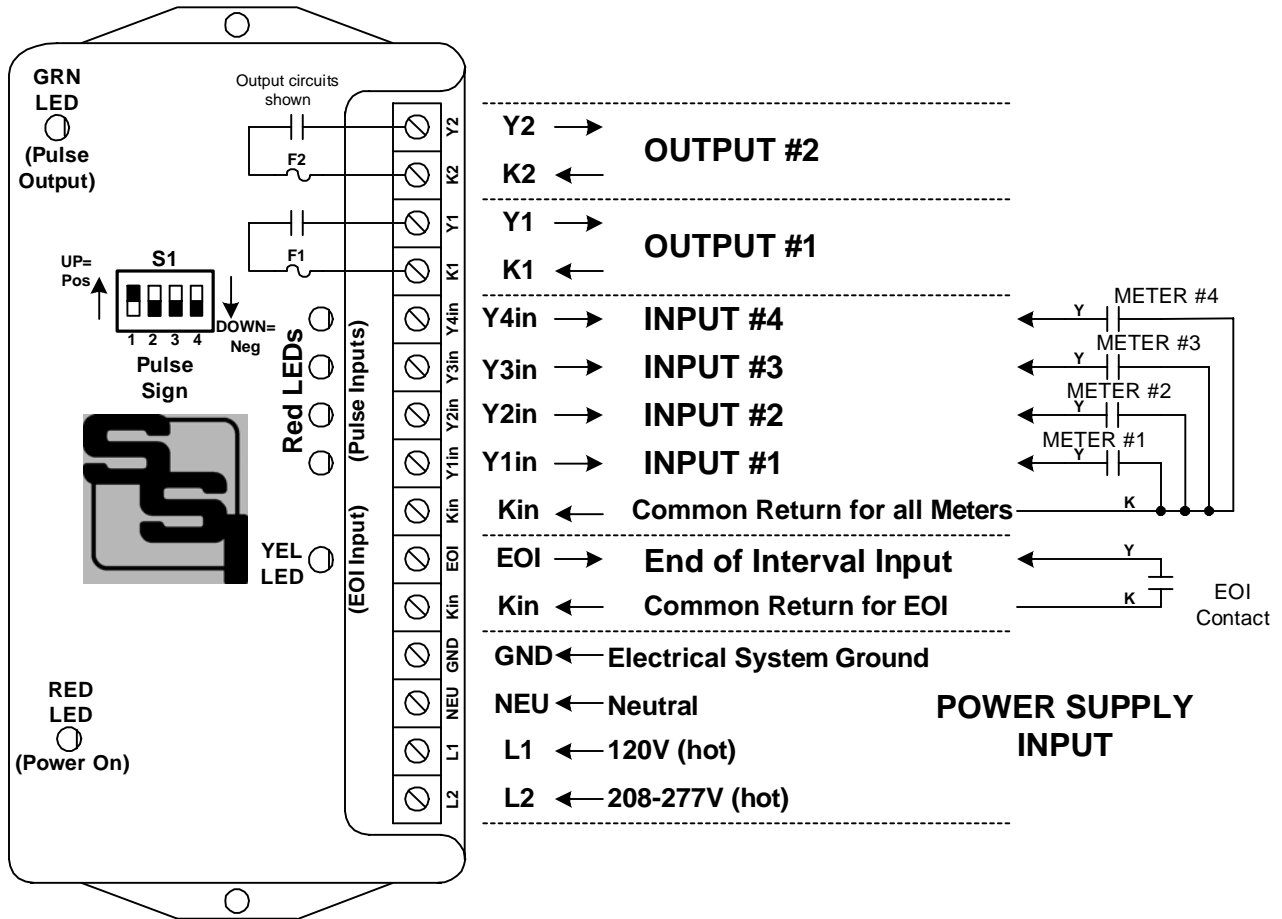 GRN
LED
(Pulse
Output)
Output circuits
shown
F2
F1
UP=
Pos
S1
1 2 3 4
DOWN=
Neg
Pulse
Sign
Red LEDs
(Pulse Inputs)
SSI
YEL
LED
(EOI Input)
RED
LED
(Power On)
Y2
K2
Y1
K1
Y4in
Y3in
Y2in
Y1in
Kin
EOI
Kin
GND
NEU
L1
L2
Y2
OUTPUT #2
K2
Y1
OUTPUT #1
K1
Y4in INPUT #4
Y3in INPUT #3
Y2in INPUT #2
Y1in INPUT #1
Kin Common Return for all Meters
EOI End of Interval Input
Kin Common Return for EOI
GND Electrical System Ground
NEU Neutral
L1 120V (hot)
L2 208-277V (hot)
POWER SUPPLY
INPUT
METER #4
Y
METER #3
Y
METER #2
Y
METER #1
Y
K
Y
K
EOI
Contact